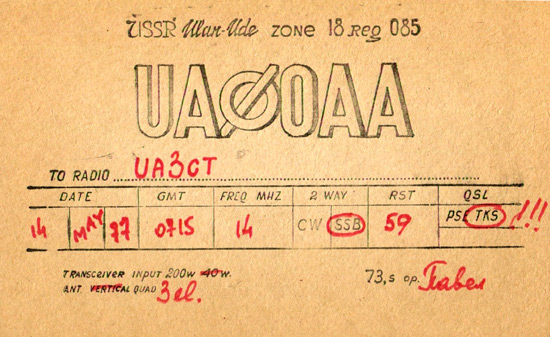 USSR Ulan-Ude ZONE 18 REG 085
UAØOAA
TO RADIO UA3CT
DATE GMT FREQ MHZ 2 WAY RST QSL
14 MAY 77 0715 14 CW SSB 59 PSE TKS !!!
TRANSCEIVER INPUT 200W 40W. 73,s OP. Павел
ANT VERTICAL QUAD 3el.